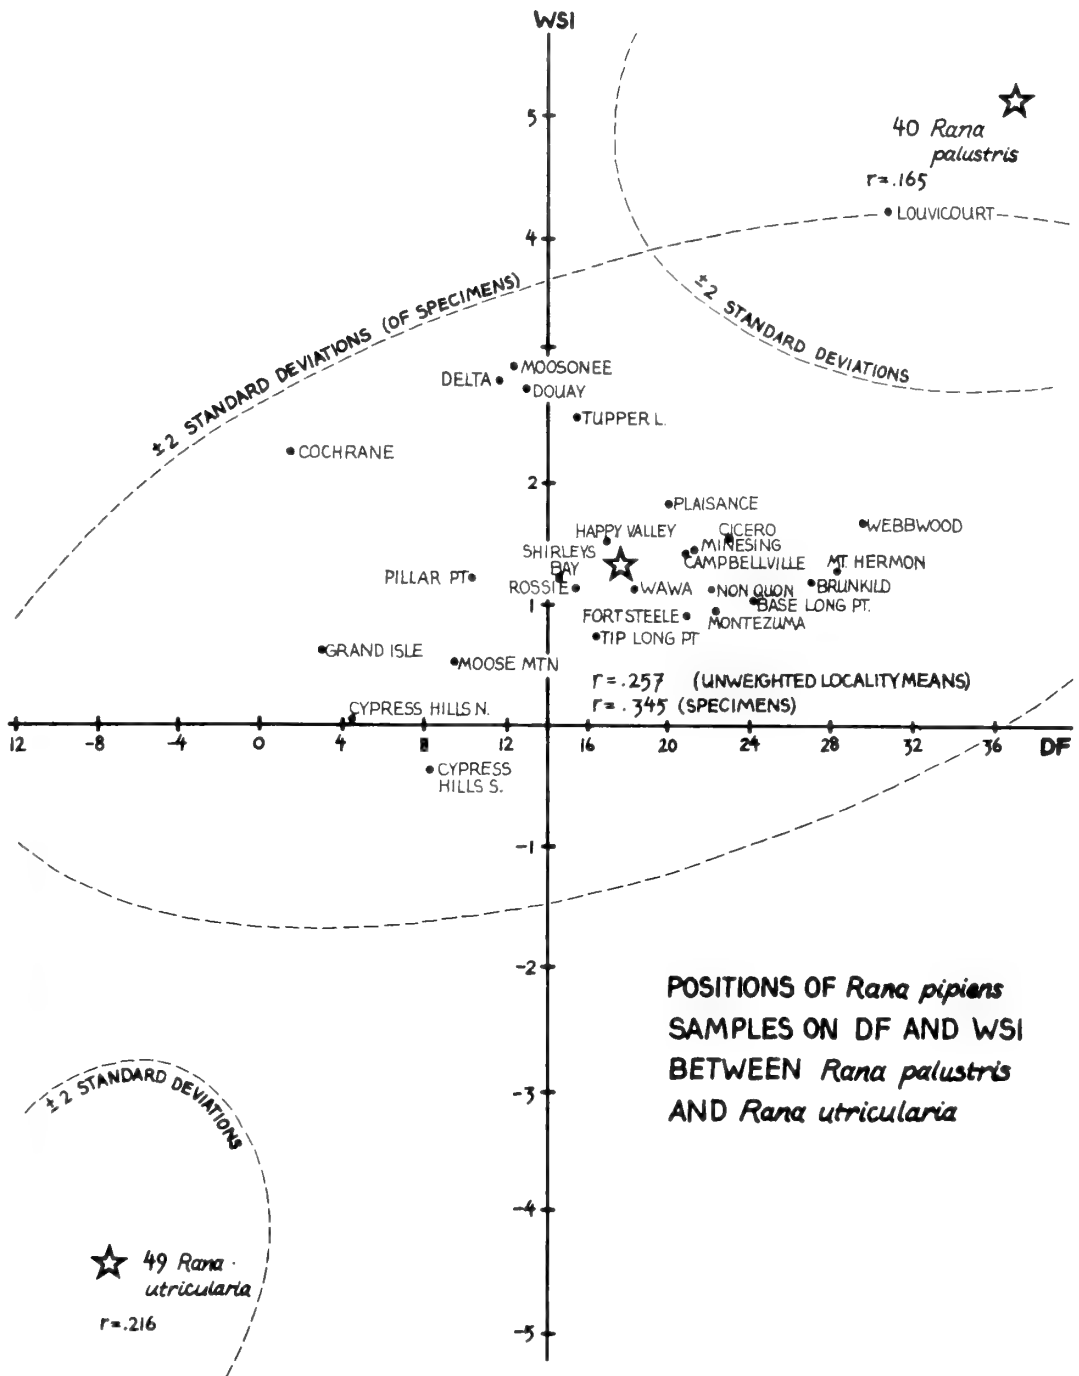 WSI
5
40 Rana
palustris
r=.165
LOUVICOURT
4
±2 STANDARD DEVIATIONS (OF SPECIMENS)
±2 STANDARD DEVIATIONS
MOOSONEE
DELTA
DOUAY
TUPPER L.
COCHRANE
2
PLAISANCE
WEBBWOOD
HAPPY VALLEY
CICERO
MINESING
SHIRLEYS
BAY
CAMPBELLVILLE
MT. HERMON
PILLAR PT
ROSSIE
WAWA
NON QUON
BRUNKILD
1
BASE LONG PT.
FORT STEELE
MONTEZUMA
TIP LONG PT
GRAND ISLE
MOOSE MTN
r=.257 (UNWEIGHTED LOCALITY MEANS)
r=.345 (SPECIMENS)
CYPRESS HILLS N.
12 -8 -4 0 4 8 12 16 20 24 28 32 36 DF
CYPRESS
HILLS S.
-1
-2
POSITIONS OF Rana pipiens
SAMPLES ON DF AND WSI
BETWEEN Rana palustris
AND Rana utricularia
±2 STANDARD DEVIATIONS
-3
-4
49 Rana
utricularia
r=.216
-5